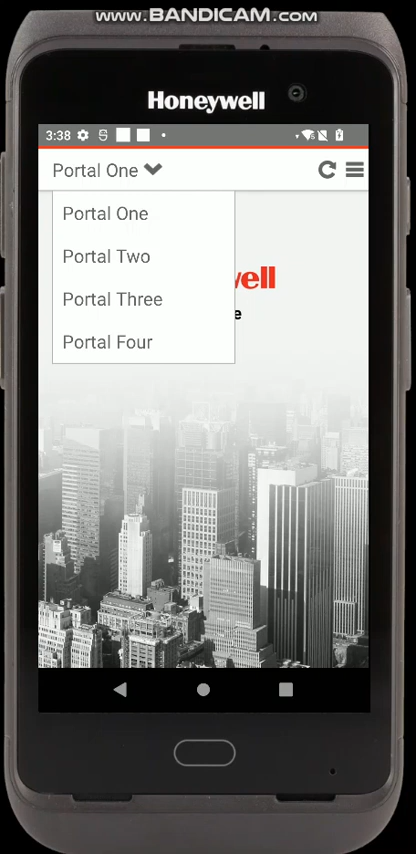 www.BANDICAM.com
Honeywell
3:38
Portal One
Portal One
Portal Two
Portal Three
Portal Four
well
e